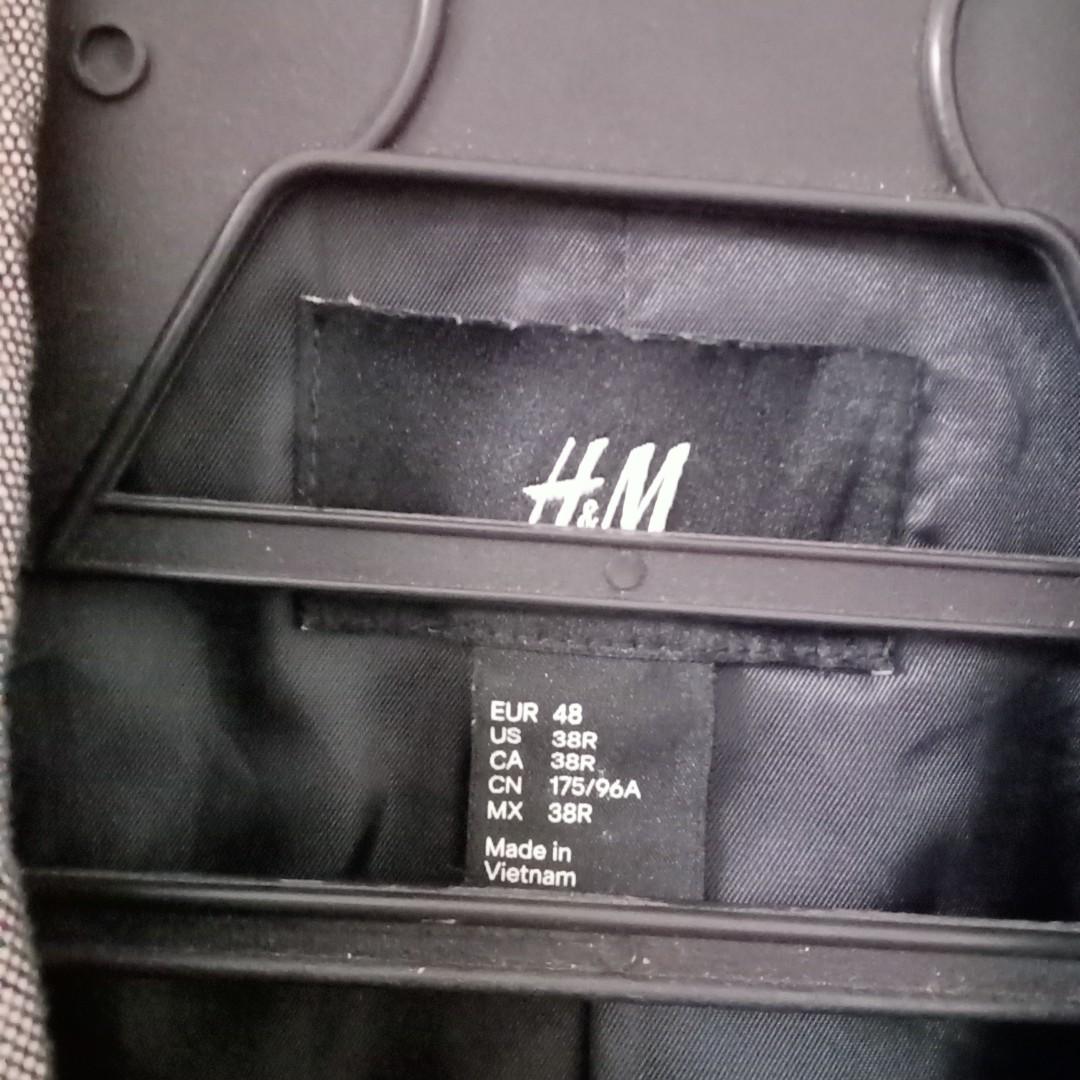 H&M
EUR 48
US 38R
CA 38R
CN 175/96A
MX 38R
Made in
Vietnam